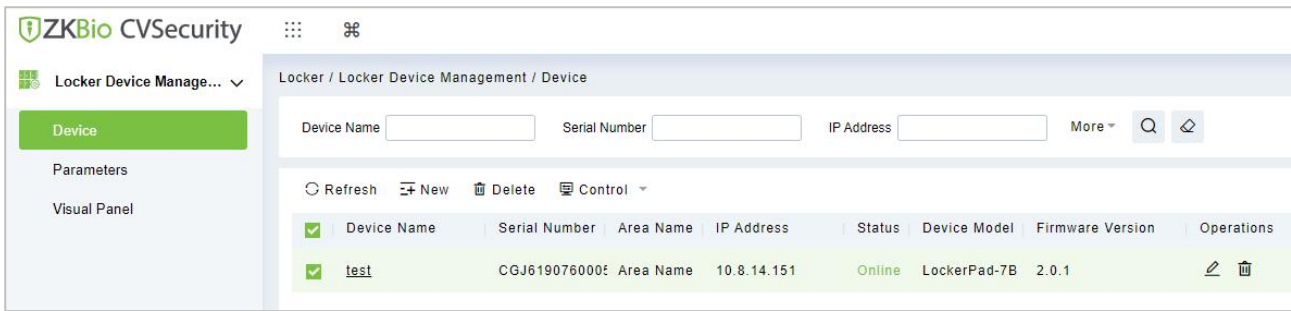 ZKBio CVSecurity
Locker Device Manage...
Device
Parameters
Visual Panel
Locker / Locker Device Management / Device
Device Name Serial Number IP Address More
Refresh New Delete Control
Device Name Serial Number Area Name IP Address Status Device Model Firmware Version Operations
test Area Name 10.8.14.151 Online LockerPad-7B 2.0.1